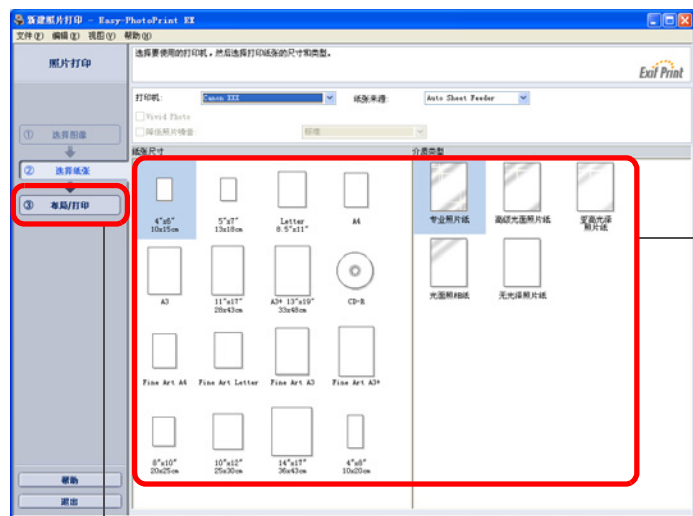 新建照片打印 - Easy-PhotoPrint EX
文件(F) 编辑(E) 视图(V) 帮助(H)
照片打印
选择要使用的打印机，然后选择打印纸张的尺寸和类型。
Exif Print
打印机: Canon XXX 纸张来源: Auto Sheet Feeder
Vivid Photo
降低照片噪音: 标准
① 选择图像
② 选择纸张
③ 布局/打印
纸张尺寸 介质类型
4"x6" 5"x7" Letter A4
10x15cm 13x18cm 8.5"x11"
专业照片纸 高级光面照片纸 亚高光泽
照片纸
A3 11"x17" A3+ 13"x19" CD-R
28x43cm 33x48cm
光面照相纸 无光泽照片纸
Fine Art A4 Fine Art Letter Fine Art A3 Fine Art A3+
8"x10" 10"x12" 14"x17" 4"x8"
20x25cm 25x30cm 36x43cm 10x20cm
帮助
退出